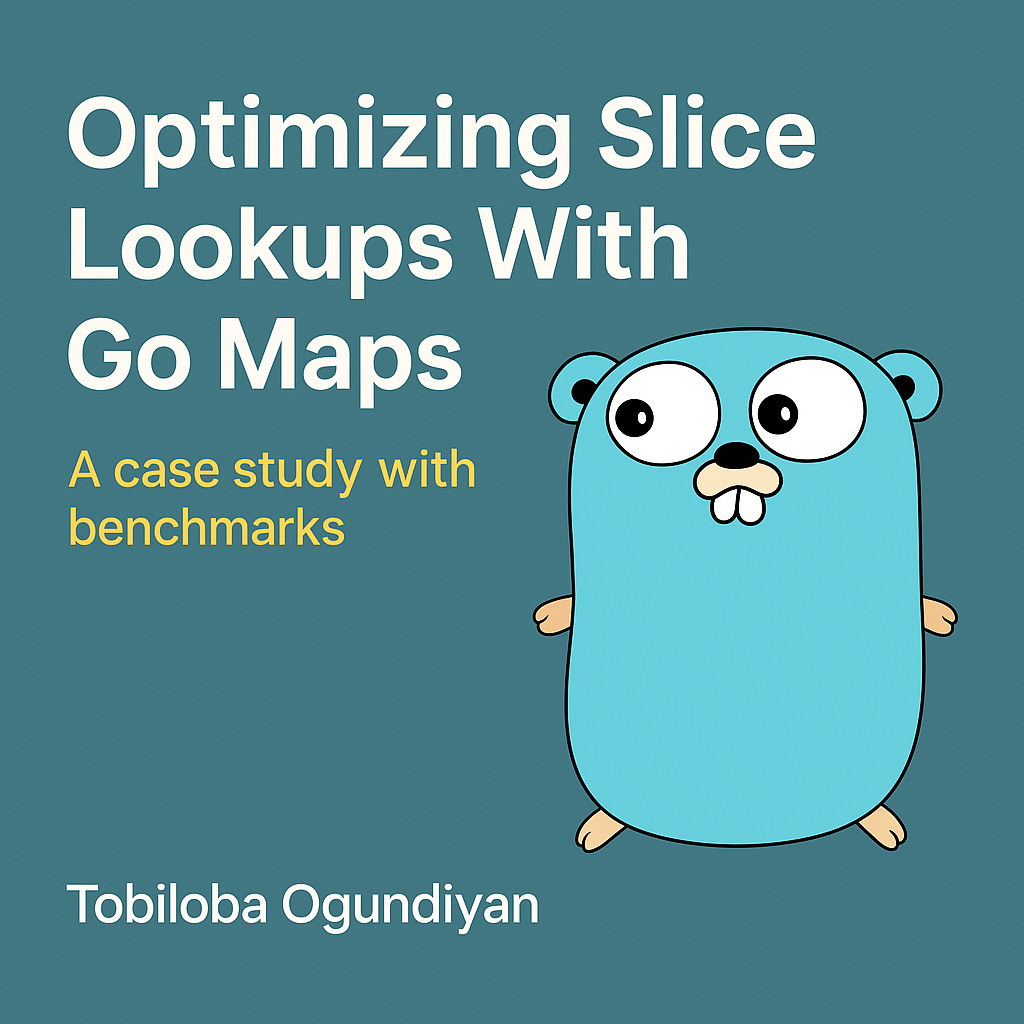 Optimizing Slice
Lookups With
Go Maps
A case study with
benchmarks
Tobiloba Ogundiyan